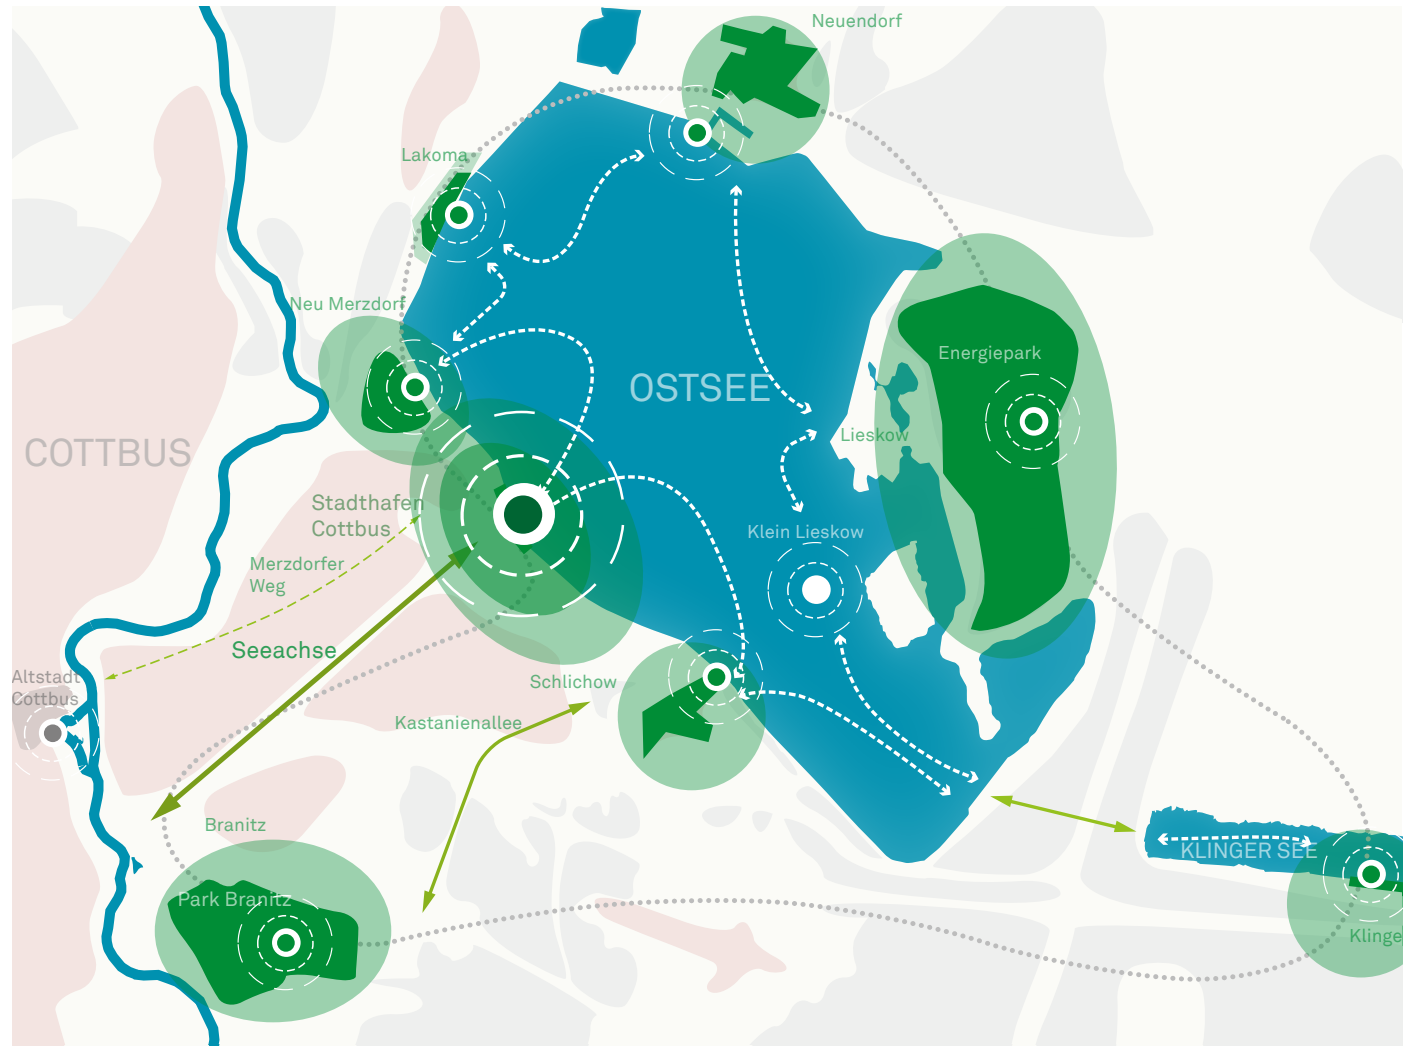 Neuendorf
Lakoma
Neu Merzdorf
Energiepark
OSTSEE
Lieskow
COTTBUS
Stadthafen
Cottbus
Klein Lieskow
Merzdorfer
Weg
Seeachse
Altstadt
Cottbus
Schlichow
Kastanienallee
Branitz
KLINGER SEE
Park Branitz
Klinge